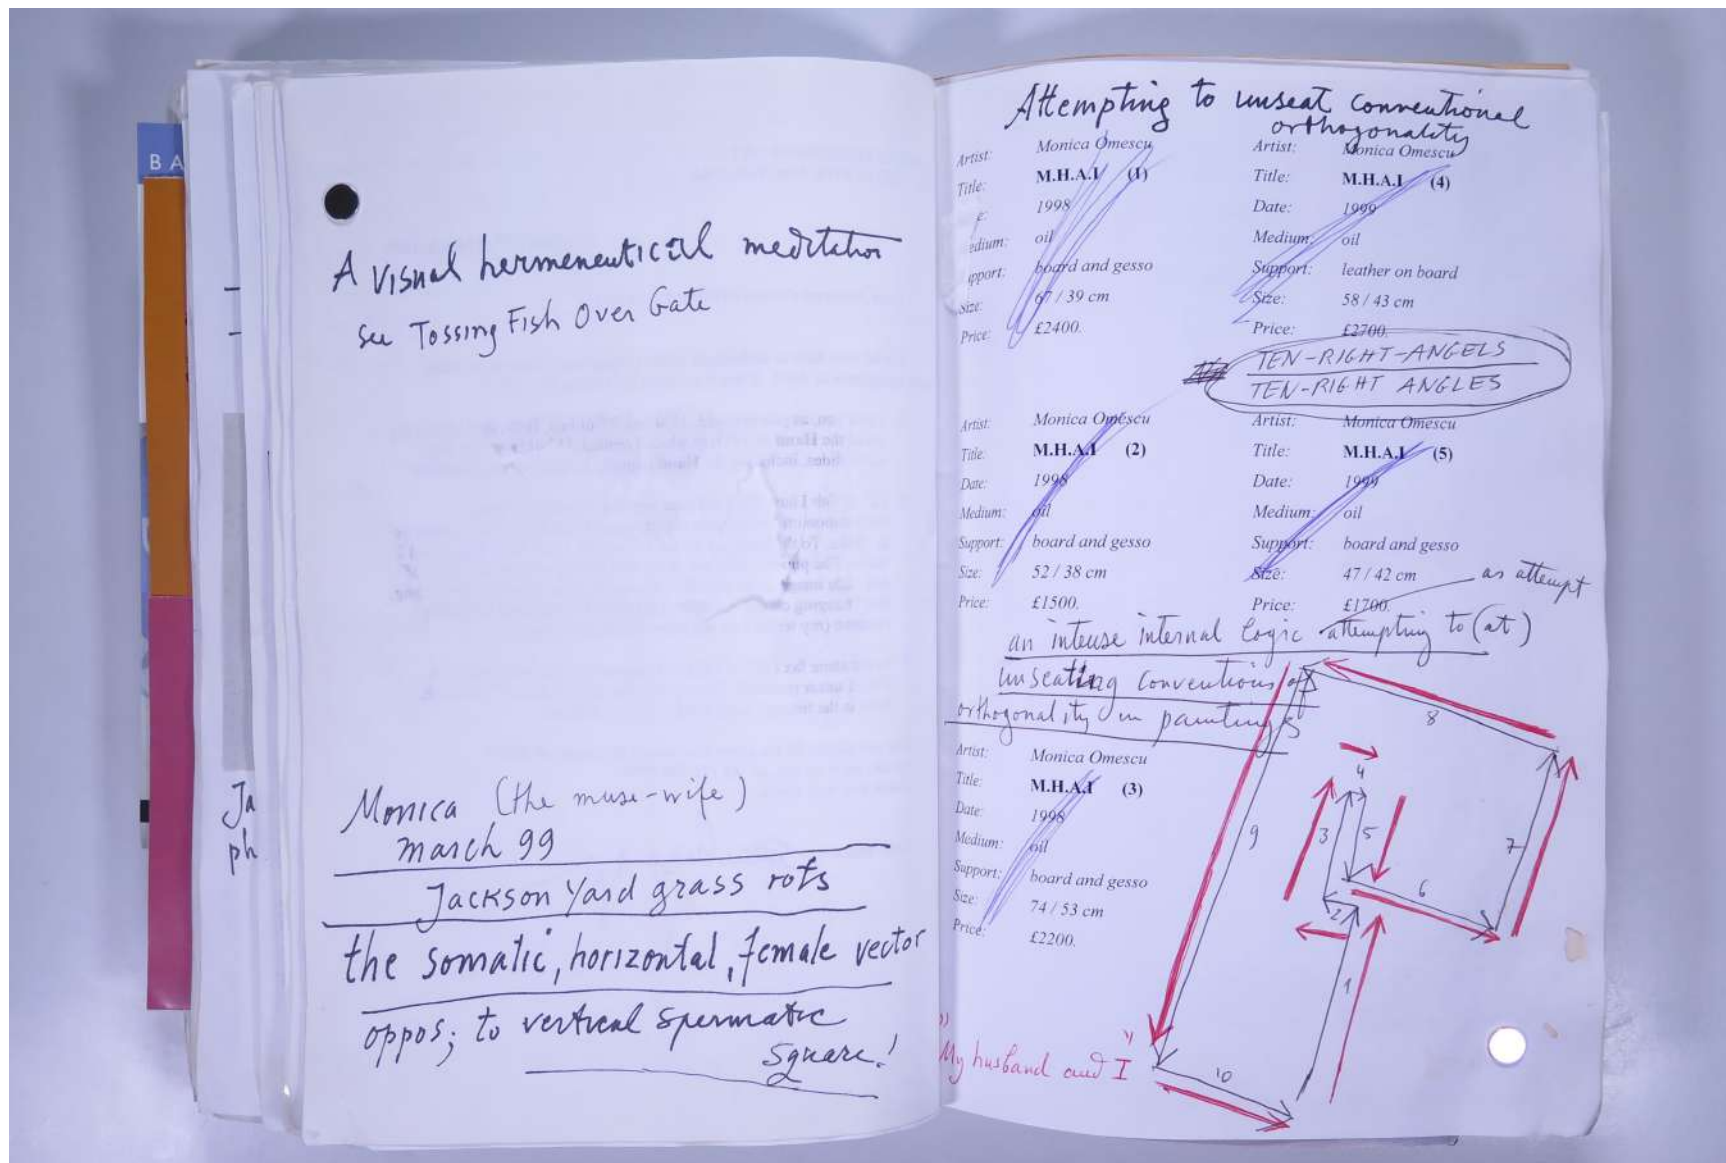 BA
Ja
ph
A visual hermeneutical meditation
see Tossing Fish Over Gate
Monica (the muse-wife)
march 99
Jackson Yard grass rots
the somatic, horizontal, female vector
oppos; to vertical spermatic
square!
Attempting to unseat conventional
orthogonality
Artist: Monica Omescu
Title: M.H.A.I (1)
e: 1998
edium: oil
upport: board and gesso
Size: 67 / 39 cm
Price: £2400.
Artist: Monica Omescu
Title: M.H.A.I (4)
Date: 1999
Medium: oil
Support: leather on board
Size: 58 / 43 cm
Price: £2700.
TEN-RIGHT-ANGELS
TEN-RIGHT ANGLES
Artist: Monica Omescu
Title: M.H.A.I (2)
Date: 1998
Medium: oil
Support: board and gesso
Size: 52 / 38 cm
Price: £1500.
Artist: Monica Omescu
Title: M.H.A.I (5)
Date: 1999
Medium: oil
Support: board and gesso
Size: 47 / 42 cm
Price: £1700.
as attempt
an intense internal logic attempting to (at)
unseating conventions of
orthogonality in paintings
Artist: Monica Omescu
Title: M.H.A.I (3)
Date: 1998
Medium: oil
Support: board and gesso
Size: 74 / 53 cm
Price: £2200.
8
4
9
3
5
7
6
2
1
10
"My husband and I"